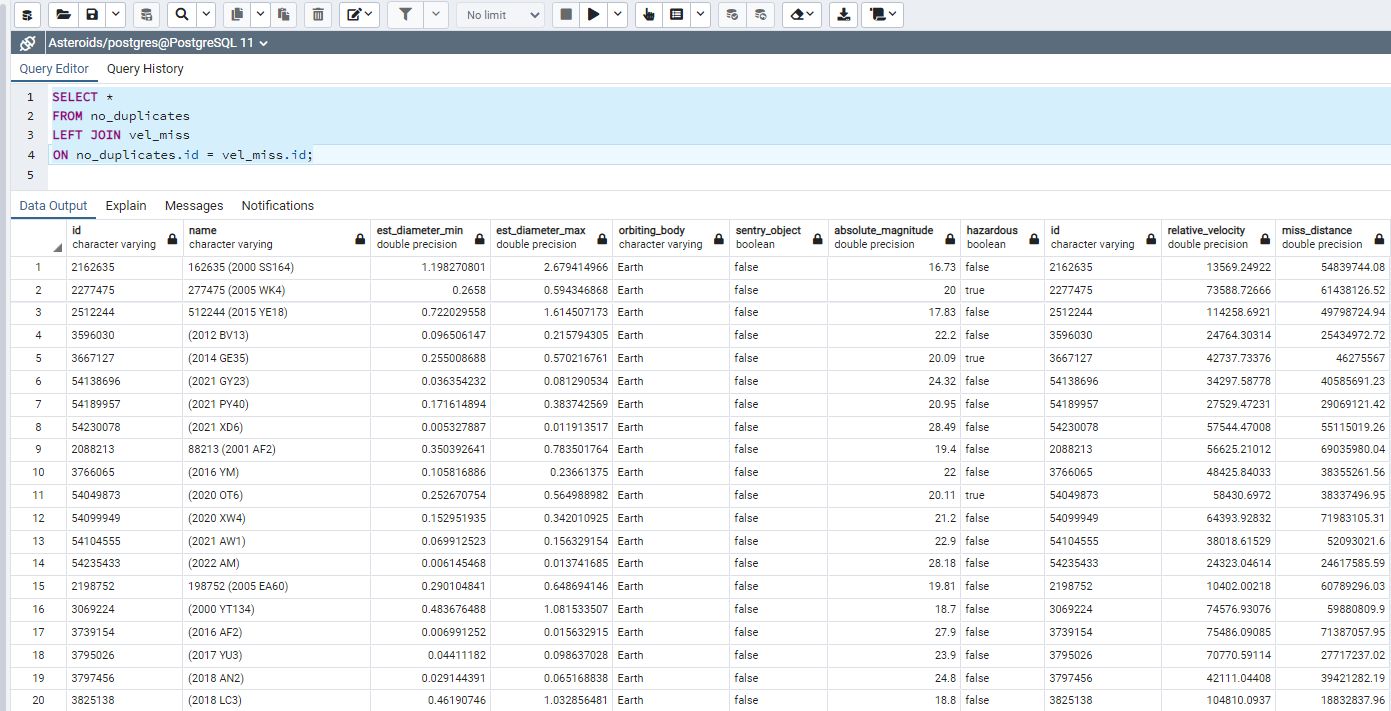 No limit
Asteroids/postgres@PostgreSQL 11
Query Editor Query History
1 SELECT *
2 FROM no_duplicates
3 LEFT JOIN vel_miss
4 ON no_duplicates.id = vel_miss.id;
5
Data Output Explain Messages Notifications
id name est_diameter_min est_diameter_max orbiting_body sentry_object absolute_magnitude hazardous id relative_velocity miss_distance
character varying character varying double precision double precision character varying boolean double precision boolean character varying double precision double precision
1 2162635 162635 (2000 SS164) 1.198270801 2.679414966 Earth false 16.73 false 2162635 13569.24922 54839744.08
2 2277475 277475 (2005 WK4) 0.2658 0.594346868 Earth false 20 true 2277475 73588.72666 61438126.52
3 2512244 512244 (2015 YE18) 0.722029558 1.614507173 Earth false 17.83 false 2512244 114258.6921 49798724.94
4 3596030 (2012 BV13) 0.096506147 0.215794305 Earth false 22.2 false 3596030 24764.30314 25434972.72
5 3667127 (2014 GE35) 0.255008688 0.570216761 Earth false 20.09 true 3667127 42737.73376 46275567
6 54138696 (2021 GY23) 0.036354232 0.081290534 Earth false 24.32 false 54138696 34297.58778 40585691.23
7 54189957 (2021 PY40) 0.171614894 0.383742569 Earth false 20.95 false 54189957 27529.47231 29069121.42
8 54230078 (2021 XD6) 0.005327887 0.011913517 Earth false 28.49 false 54230078 57544.47008 55115019.26
9 2088213 88213 (2001 AF2) 0.350392641 0.783501764 Earth false 19.4 false 2088213 56625.21012 69035980.04
10 3766065 (2016 YM) 0.105816886 0.23661375 Earth false 22 false 3766065 48425.84033 38355261.56
11 54049873 (2020 OT6) 0.252670754 0.564988982 Earth false 20.11 true 54049873 58430.6972 38337496.95
12 54099949 (2020 XW4) 0.152951935 0.342010925 Earth false 21.2 false 54099949 64393.92832 71983105.31
13 54104555 (2021 AW1) 0.069912523 0.156329154 Earth false 22.9 false 54104555 38018.61529 52093021.6
14 54235433 (2022 AM) 0.006145468 0.013741685 Earth false 28.18 false 54235433 24323.04614 24617585.59
15 2198752 198752 (2005 EA60) 0.290104841 0.648694146 Earth false 19.81 false 2198752 10402.00218 60789296.03
16 3069224 (2000 YT134) 0.483676488 1.081533507 Earth false 18.7 false 3069224 74576.93076 59880809.9
17 3739154 (2016 AF2) 0.006991252 0.015632915 Earth false 27.9 false 3739154 75486.09085 71387057.95
18 3795026 (2017 YU3) 0.04411182 0.098637028 Earth false 23.9 false 3795026 70770.59114 27717237.02
19 3797456 (2018 AN2) 0.029144391 0.065168838 Earth false 24.8 false 3797456 42111.04408 39421282.19
20 3825138 (2018 LC3) 0.46190746 1.032856481 Earth false 18.8 false 3825138 104810.0937 18832837.96